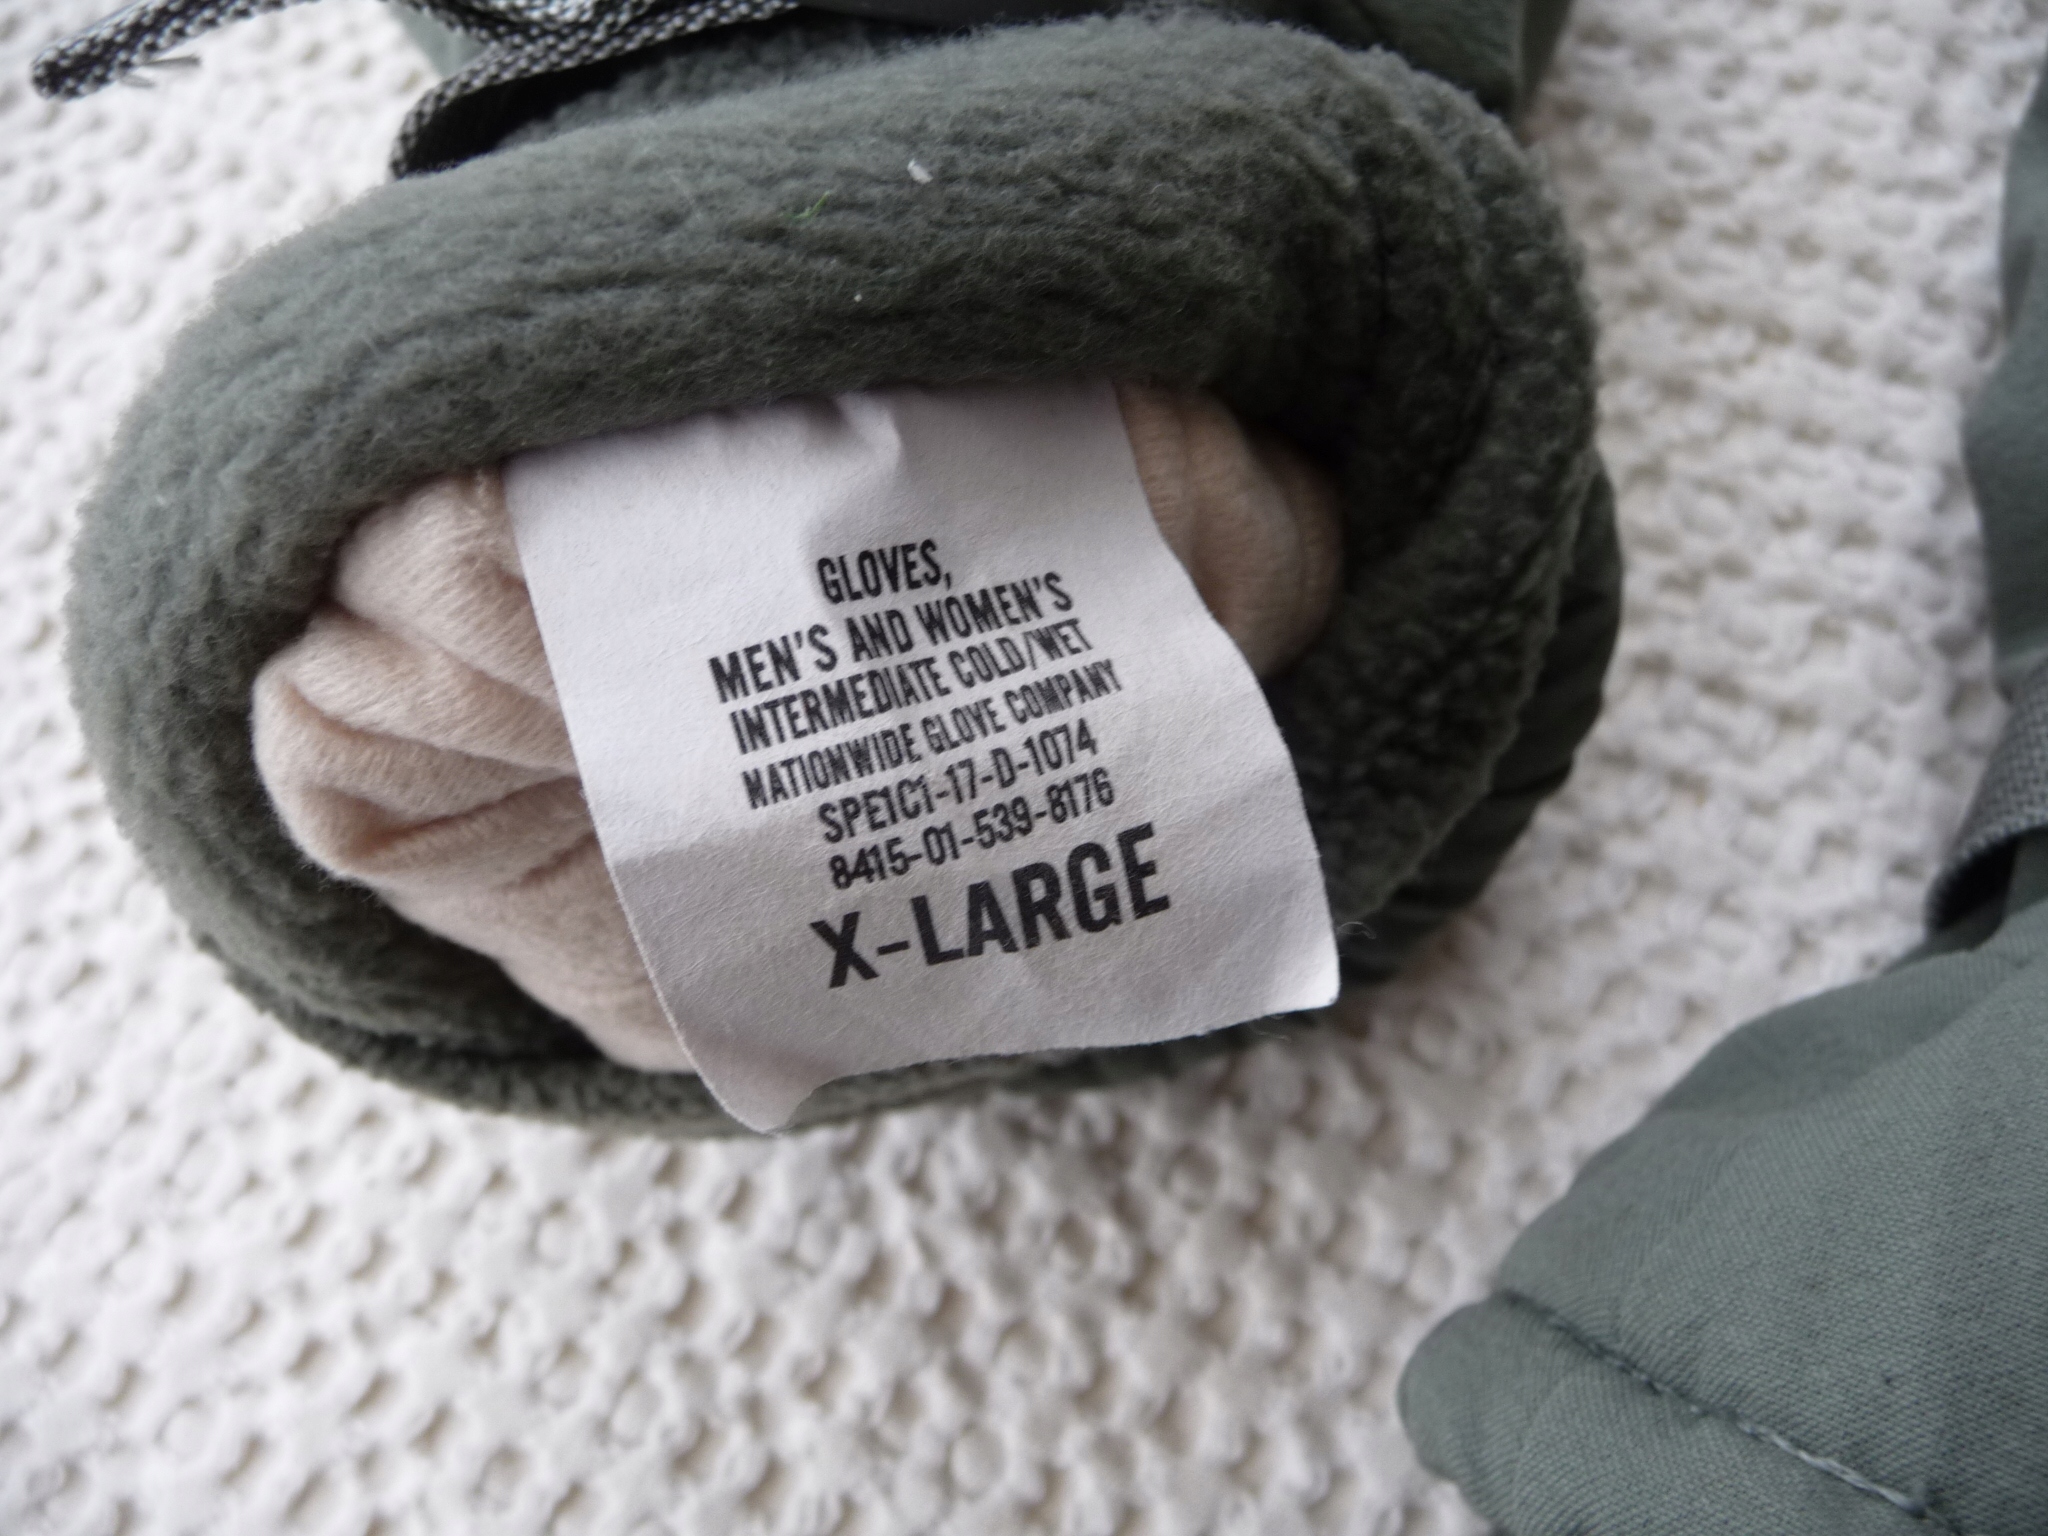 GLOVES,
MEN'S AND WOMEN'S
INTERMEDIATE COLD/WET
NATIONWIDE GLOVE COMPANY
SPE1C1-17-D-1074
8415-01-539-8176
X-LARGE